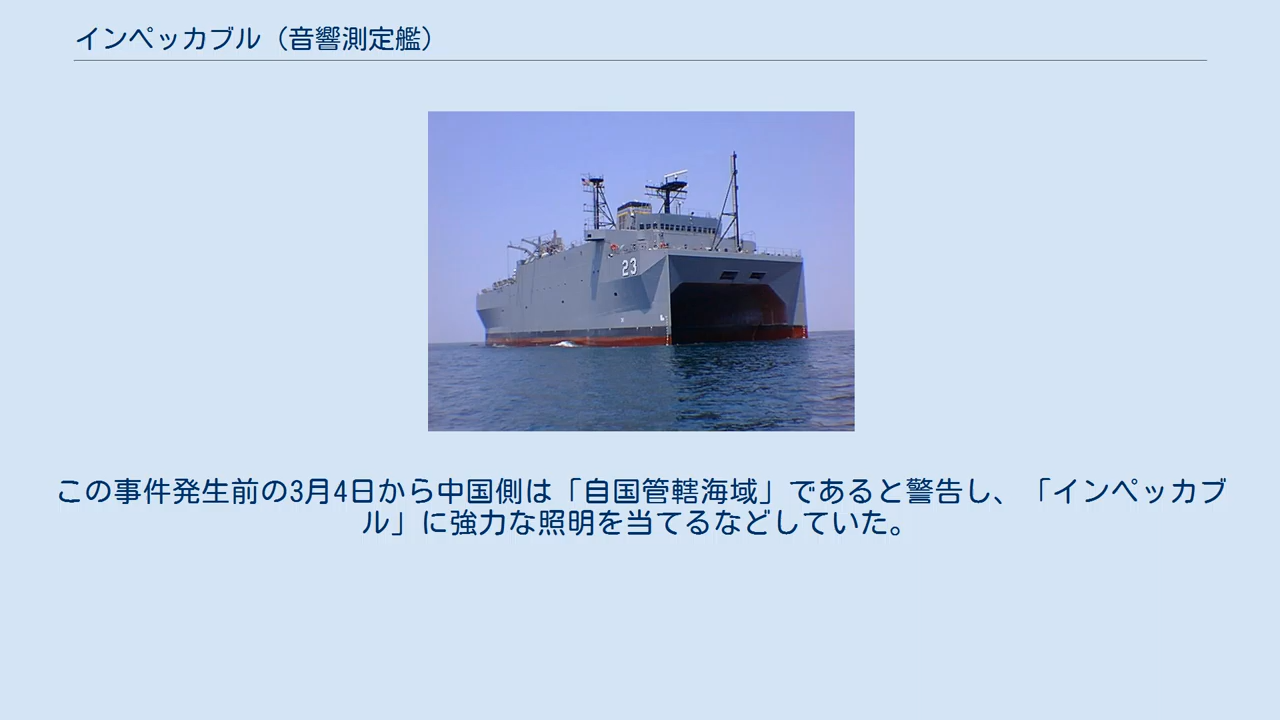 インペッカブル（音響測定艦）
23
この事件発生前の3月4日から中国側は「自国管轄海域」であると警告し、「インペッカブ
ル」に強力な照明を当てるなどしていた。